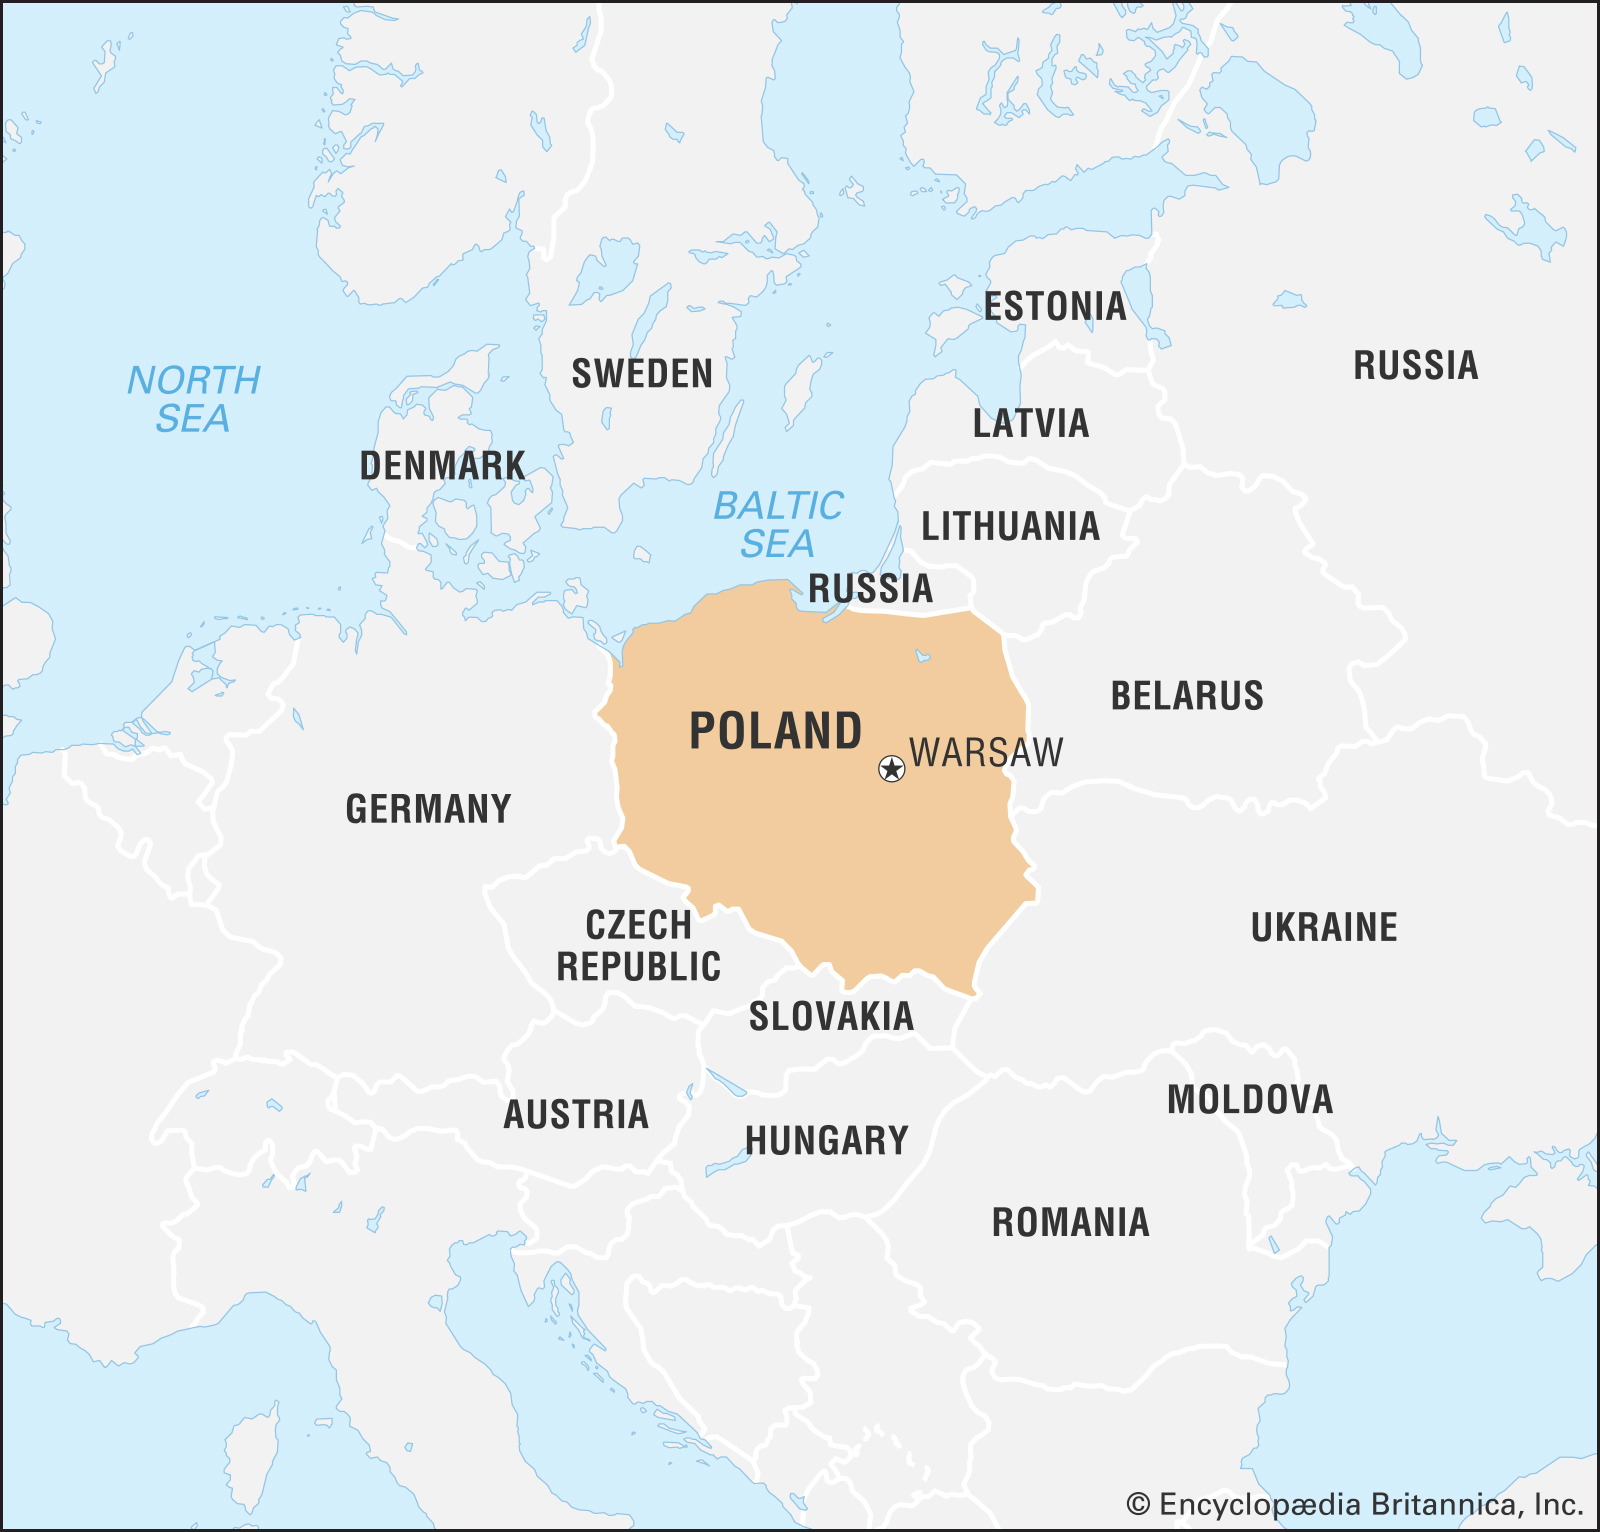 ESTONIA
RUSSIA
NORTH
SEA
SWEDEN
LATVIA
DENMARK
BALTIC
SEA
LITHUANIA
RUSSIA
BELARUS
POLAND
WARSAW
GERMANY
CZECH
REPUBLIC
UKRAINE
SLOVAKIA
MOLDOVA
AUSTRIA
HUNGARY
ROMANIA
© Encyclopædia Britannica, Inc.